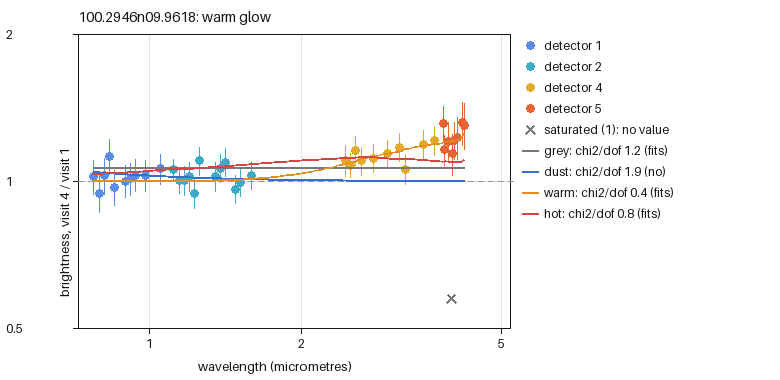 100.2946n09.9618: warm glow
2
1
0.5
brightness, visit 4 / visit 1
1
2
5
wavelength (micrometres)
detector 1
detector 2
detector 4
detector 5
saturated (1): no value
grey: chi2/dof 1.2 (fits)
dust: chi2/dof 1.9 (no)
warm: chi2/dof 0.4 (fits)
hot: chi2/dof 0.8 (fits)